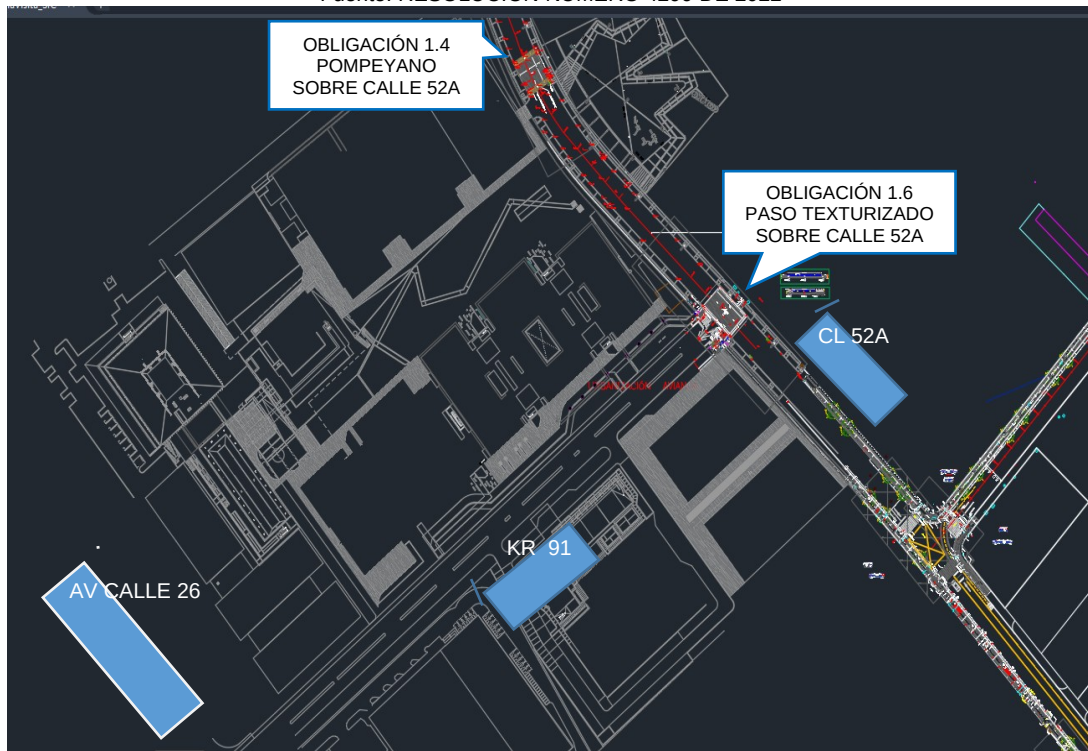 OBLIGACIÓN 1.4
POMPEYANO
SOBRE CALLE 52A
OBLIGACIÓN 1.6
PASO TEXTURIZADO
SOBRE CALLE 52A
CL 52A
KR 91
AV CALLE 26